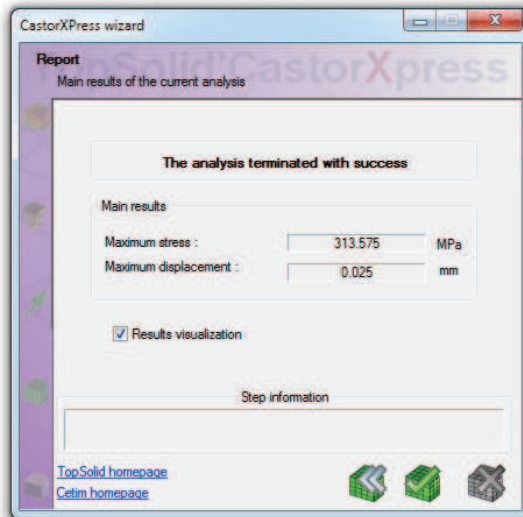 CastorXPress wizard
TopSolid'CastorXpress
Report
Main results of the current analysis
The analysis terminated with success
Main results
Maximum stress : 313.575 MPa
Maximum displacement : 0.025 mm
Results visualization
Step information
TopSolid homepage
Cetim homepage